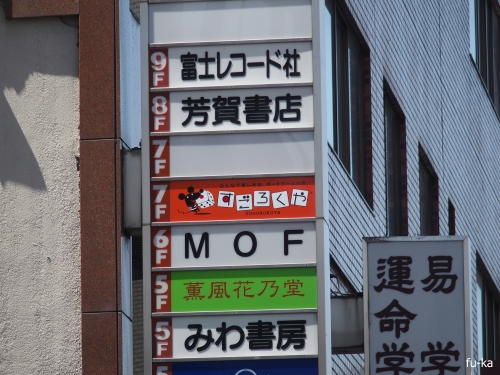 9F 富士レコード社
8F 芳賀書店
7F
7F すごろくや
SUGOROKUYA
6F MOF
5F 薫風花乃堂
5F みわ書房
易学堂
運命学
fu-ka